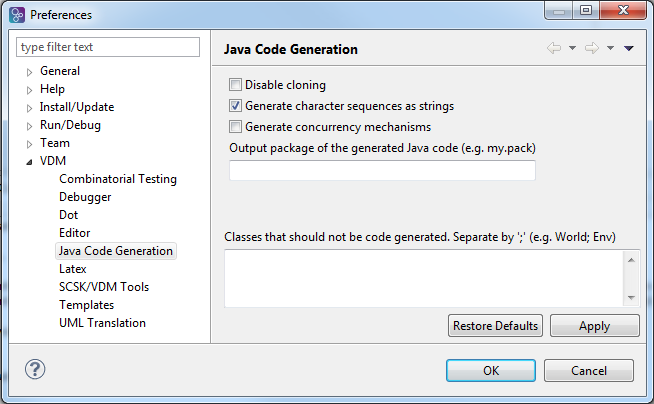 Preferences
type filter text
General
Help
Install/Update
Run/Debug
Team
VDM
Combinatorial Testing
Debugger
Dot
Editor
Java Code Generation
Latex
SCSK/VDM Tools
Templates
UML Translation
Java Code Generation
Disable cloning
Generate character sequences as strings
Generate concurrency mechanisms
Output package of the generated Java code (e.g. my.pack)
Classes that should not be code generated. Separate by ';' (e.g. World; Env)
Restore Defaults
Apply
?
OK
Cancel